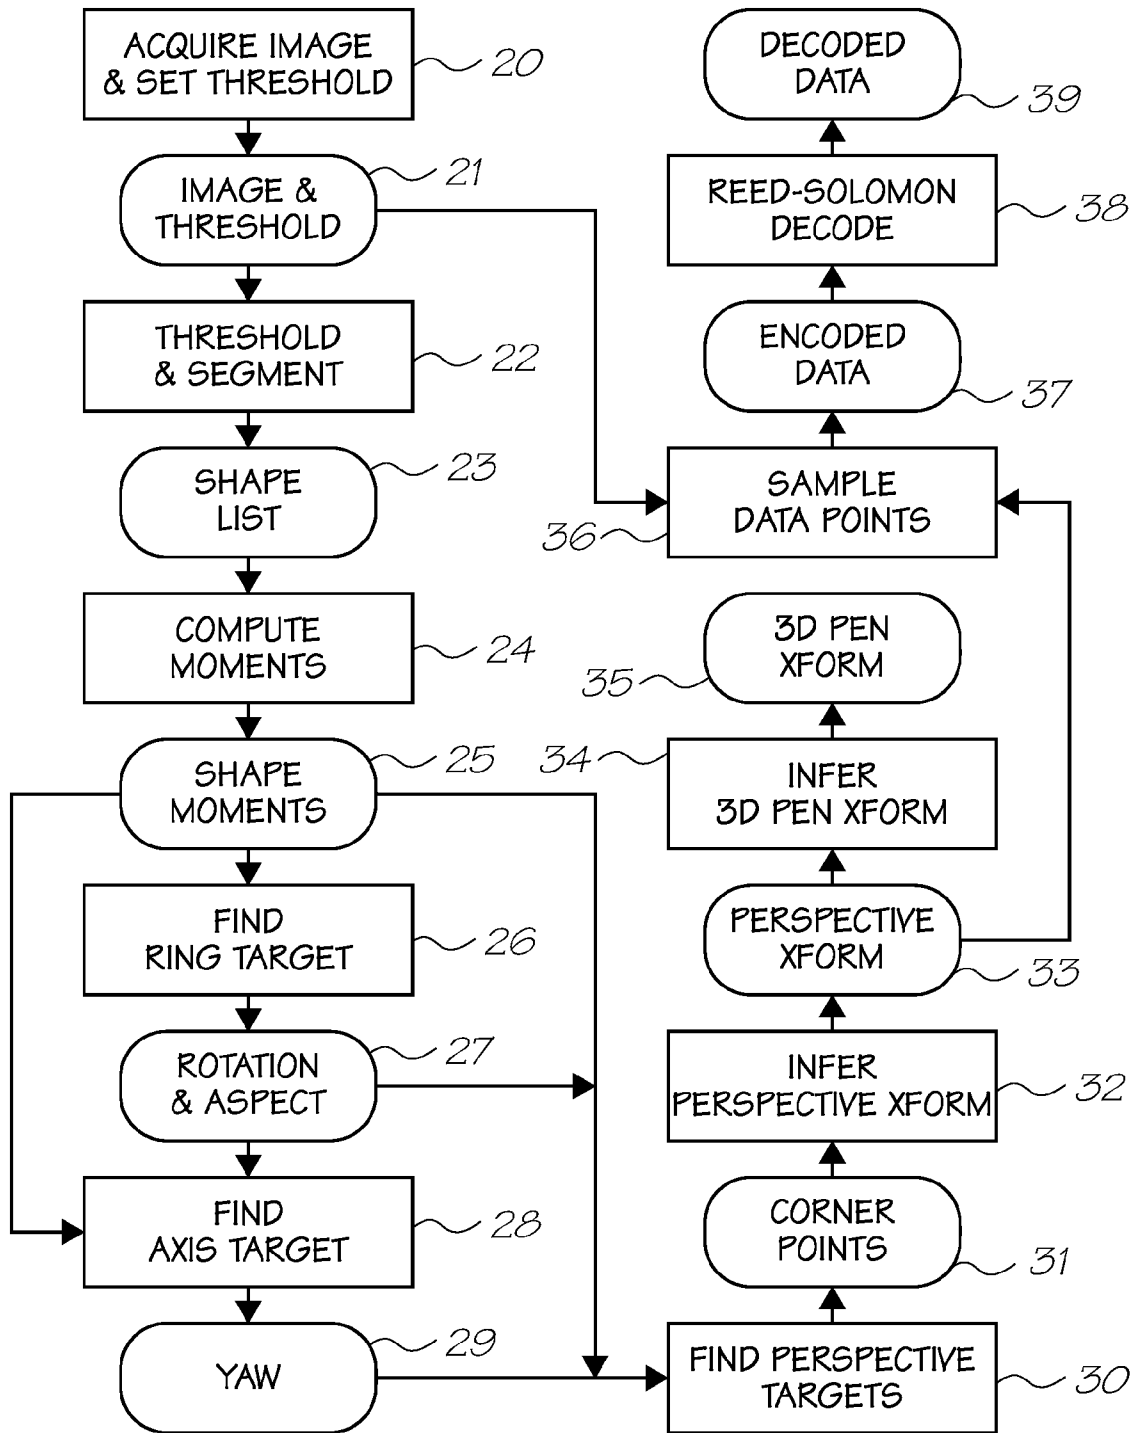 ACQUIRE IMAGE
& SET THRESHOLD
20
IMAGE &
THRESHOLD
21
THRESHOLD
& SEGMENT
22
SHAPE
LIST
23
COMPUTE
MOMENTS
24
SHAPE
MOMENTS
25
FIND
RING TARGET
26
ROTATION
& ASPECT
27
FIND
AXIS TARGET
28
YAW
29
DECODED
DATA
39
REED-SOLOMON
DECODE
38
ENCODED
DATA
37
SAMPLE
DATA POINTS
36
3D PEN
XFORM
35
34
INFER
3D PEN XFORM
PERSPECTIVE
XFORM
33
INFER
PERSPECTIVE XFORM
32
CORNER
POINTS
31
FIND PERSPECTIVE
TARGETS
30